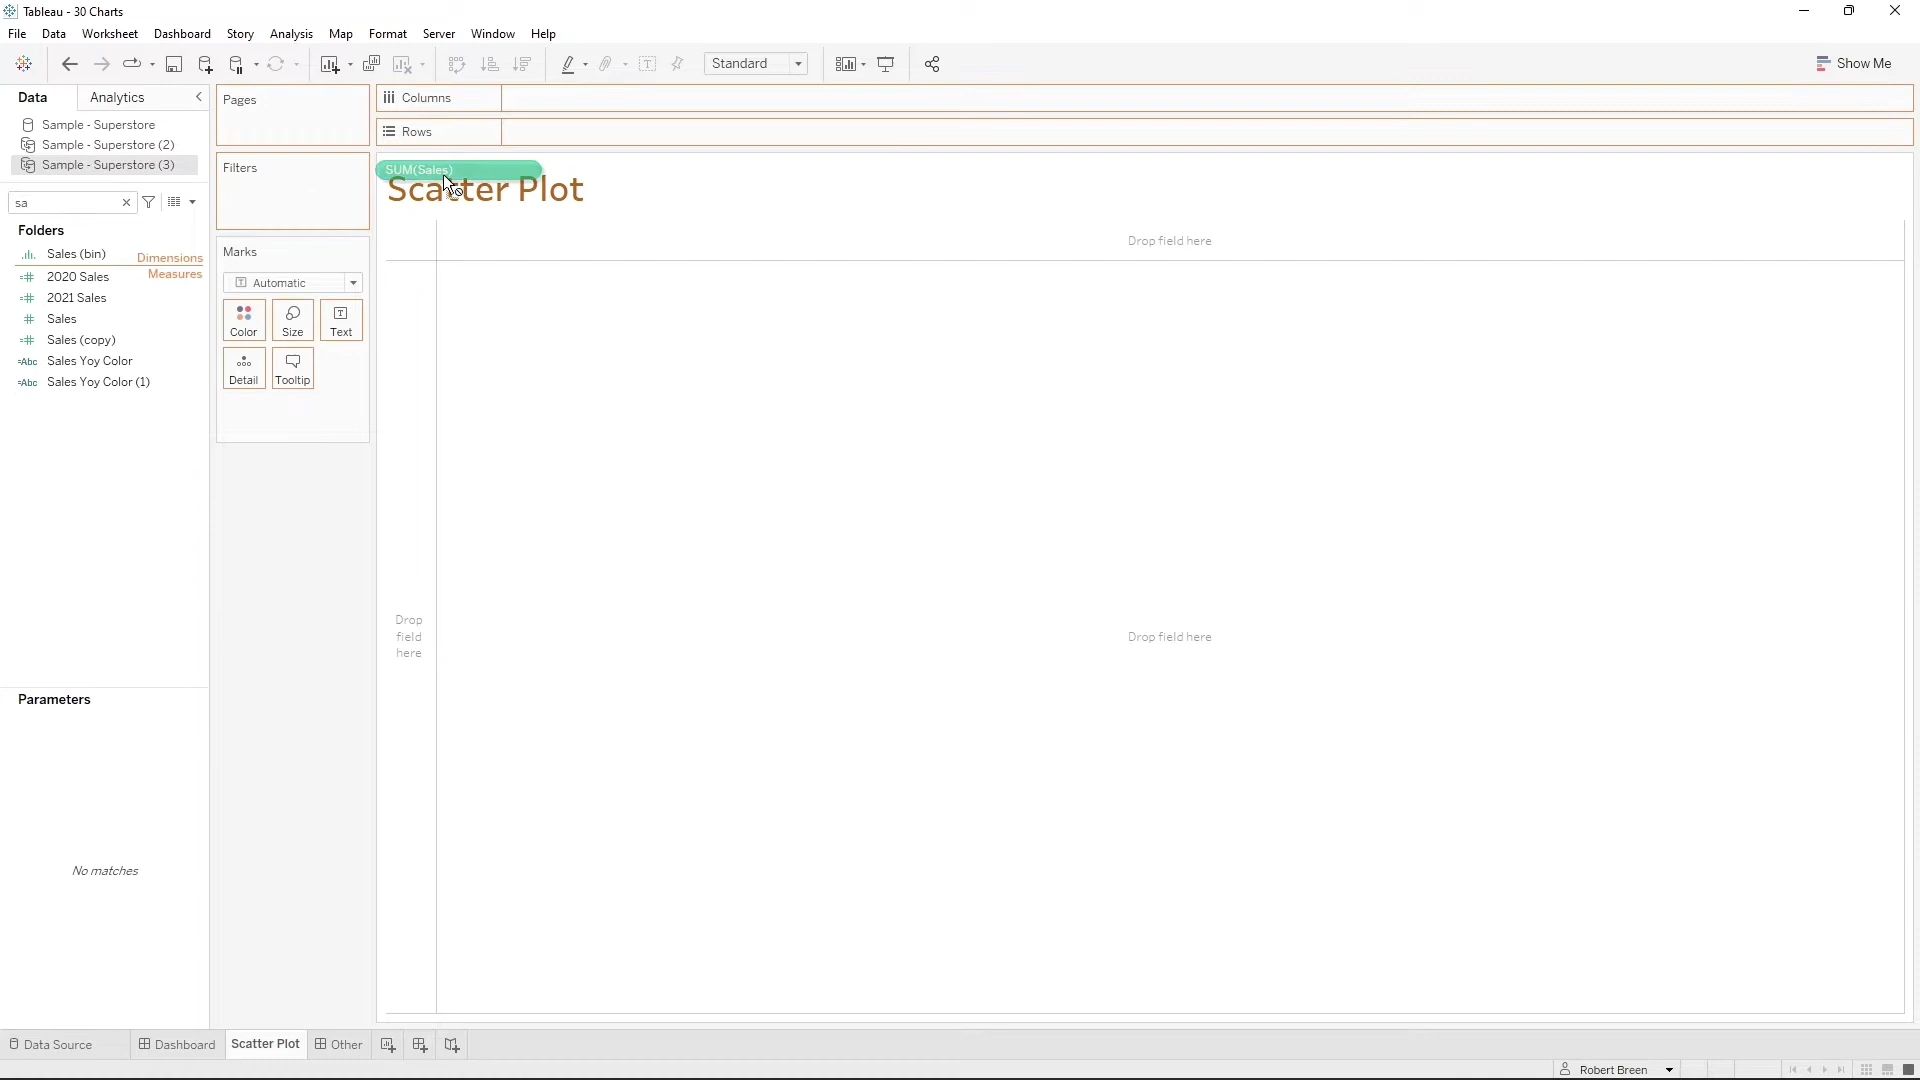 Tableau - 30 Charts
File Data Worksheet Dashboard Story Analysis Map Format Server Window Help
Standard
Show Me
Data Analytics
Pages
Columns
Sample - Superstore
Rows
Sample - Superstore (2)
Sample - Superstore (3)
Filters
SUM(Sales)
Scatter Plot
sa
Folders
Sales (bin)
Dimensions
Measures
2020 Sales
2021 Sales
Sales
Sales (copy)
Abc Sales Yoy Color
Abc Sales Yoy Color (1)
Marks
Automatic
Color Size Text
Detail Tooltip
Drop field here
Drop
field
here
Drop field here
Parameters
No matches
Data Source Dashboard Scatter Plot Other
Robert Breen